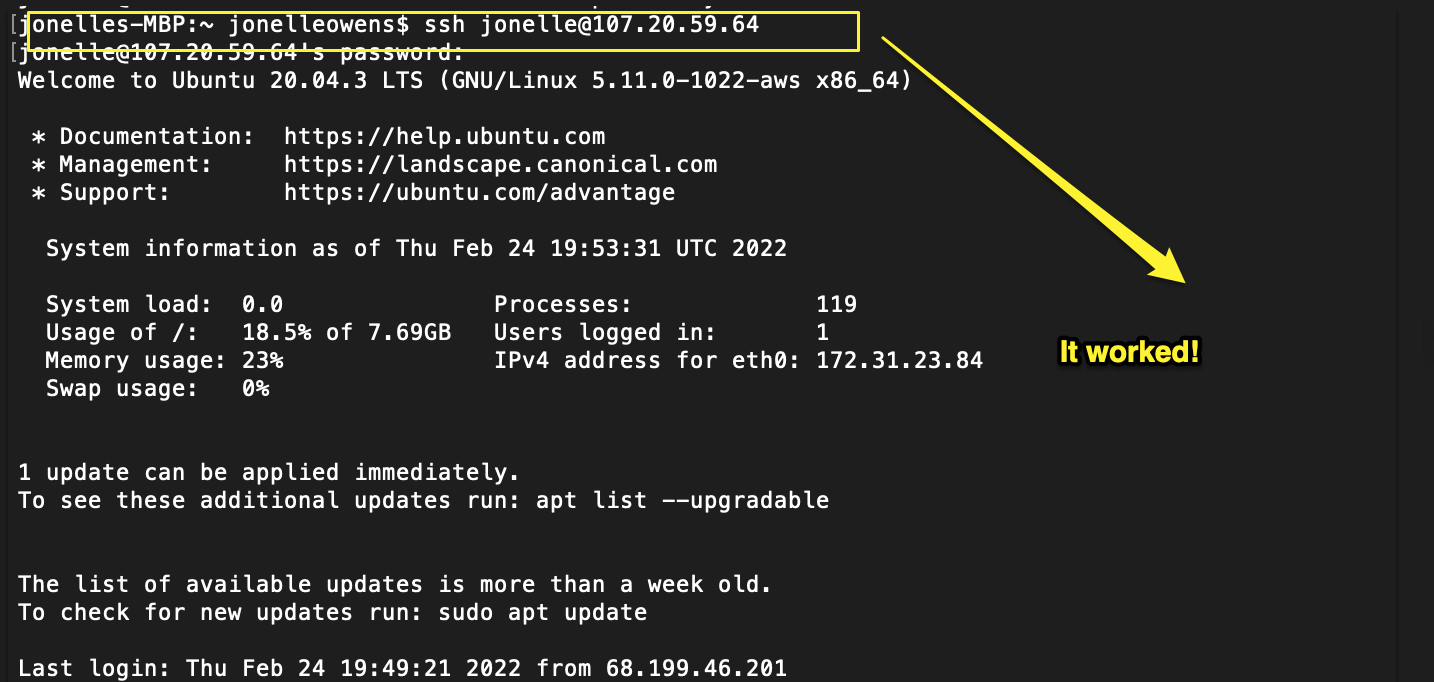 [jonelles-MBP:~ jonelleowens$ ssh jonelle@107.20.59.64
[jonelle@107.20.59.64's password:
Welcome to Ubuntu 20.04.3 LTS (GNU/Linux 5.11.0-1022-aws x86_64)
* Documentation: https://help.ubuntu.com
* Management: https://landscape.canonical.com
* Support: https://ubuntu.com/advantage
System information as of Thu Feb 24 19:53:31 UTC 2022
System load: 0.0 Processes: 119
Usage of /: 18.5% of 7.69GB Users logged in: 1
Memory usage: 23% IPv4 address for eth0: 172.31.23.84
It worked!
Swap usage: 0%
1 update can be applied immediately.
To see these additional updates run: apt list --upgradable
The list of available updates is more than a week old.
To check for new updates run: sudo apt update
Last login: Thu Feb 24 19:49:21 2022 from 68.199.46.201